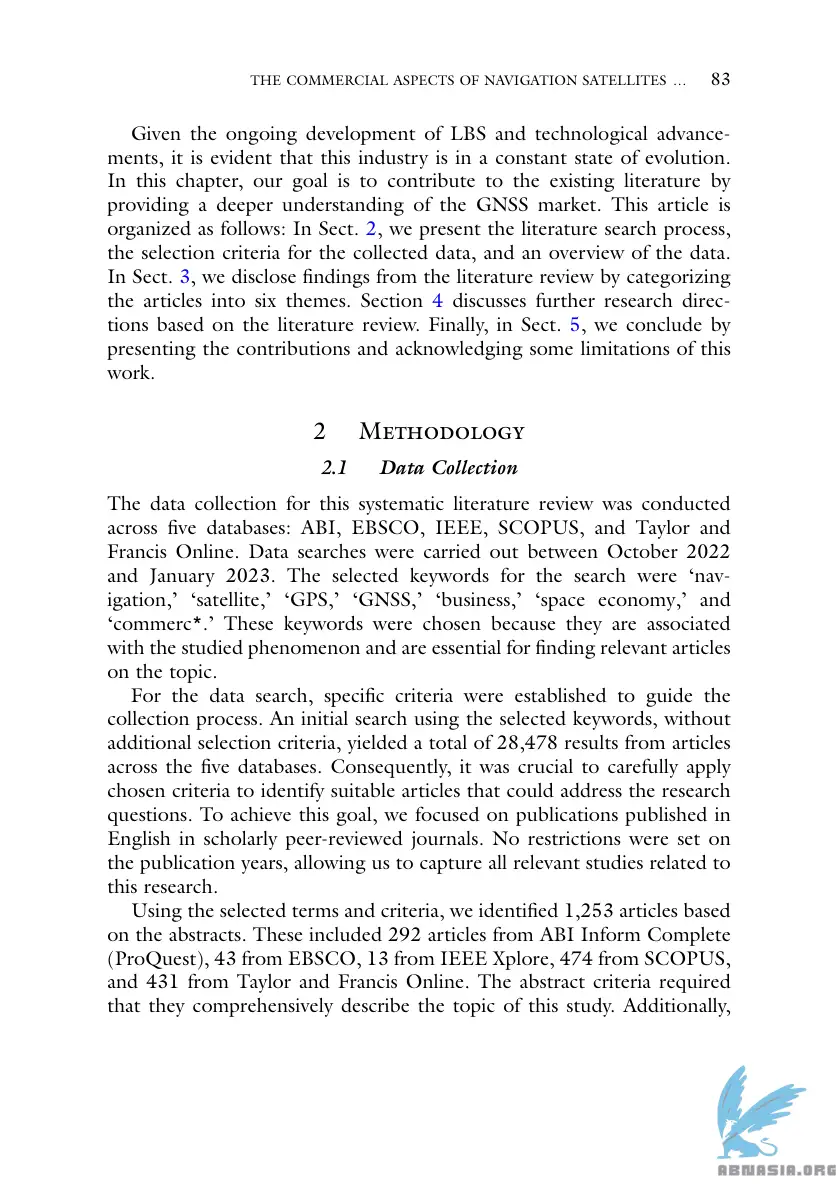 THE COMMERCIAL ASPECTS OF NAVIGATION SATELLITES … 83
Given the ongoing development of LBS and technological advance-
ments, it is evident that this industry is in a constant state of evolution.
In this chapter, our goal is to contribute to the existing literature by
providing a deeper understanding of the GNSS market. This article is
organized as follows: In Sect. 2, we present the literature search process,
the selection criteria for the collected data, and an overview of the data.
In Sect. 3, we disclose findings from the literature review by categorizing
the articles into six themes. Section 4 discusses further research direc-
tions based on the literature review. Finally, in Sect. 5, we conclude by
presenting the contributions and acknowledging some limitations of this
work.
2 Methodology
2.1 Data Collection
The data collection for this systematic literature review was conducted
across five databases: ABI, EBSCO, IEEE, SCOPUS, and Taylor and
Francis Online. Data searches were carried out between October 2022
and January 2023. The selected keywords for the search were ‘nav-
igation,’ ‘satellite,’ ‘GPS,’ ‘GNSS,’ ‘business,’ ‘space economy,’ and
‘commerc*.’ These keywords were chosen because they are associated
with the studied phenomenon and are essential for finding relevant articles
on the topic.
For the data search, specific criteria were established to guide the
collection process. An initial search using the selected keywords, without
additional selection criteria, yielded a total of 28,478 results from articles
across the five databases. Consequently, it was crucial to carefully apply
chosen criteria to identify suitable articles that could address the research
questions. To achieve this goal, we focused on publications published in
English in scholarly peer-reviewed journals. No restrictions were set on
the publication years, allowing us to capture all relevant studies related to
this research.
Using the selected terms and criteria, we identified 1,253 articles based
on the abstracts. These included 292 articles from ABI Inform Complete
(ProQuest), 43 from EBSCO, 13 from IEEE Xplore, 474 from SCOPUS,
and 431 from Taylor and Francis Online. The abstract criteria required
that they comprehensively describe the topic of this study. Additionally,
ABNASIA.ORG